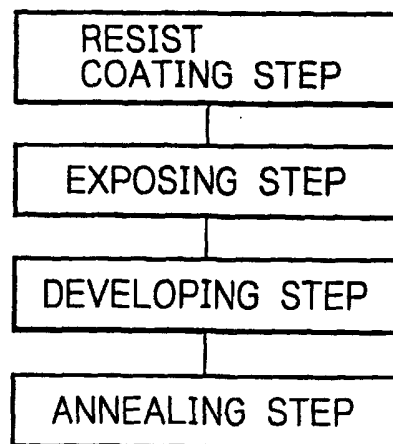 RESIST
COATING STEP
EXPOSING STEP
DEVELOPING STEP
ANNEALING STEP